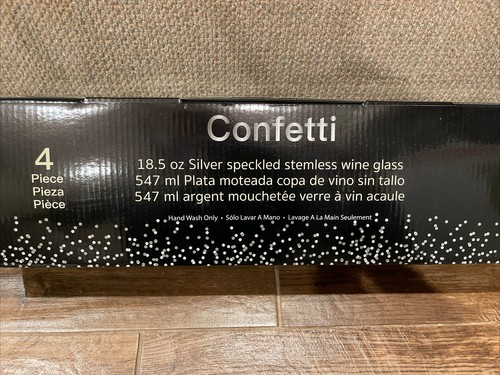 Confetti
4
Piece
Pieza
Pièce
18.5 oz Silver speckled stemless wine glass
547 ml Plata moteada copa de vino sin tallo
547 ml argent mouchetée verre à vin acaule
Hand Wash Only • Sólo Lavar A Mano • Lavage A La Main Seulement